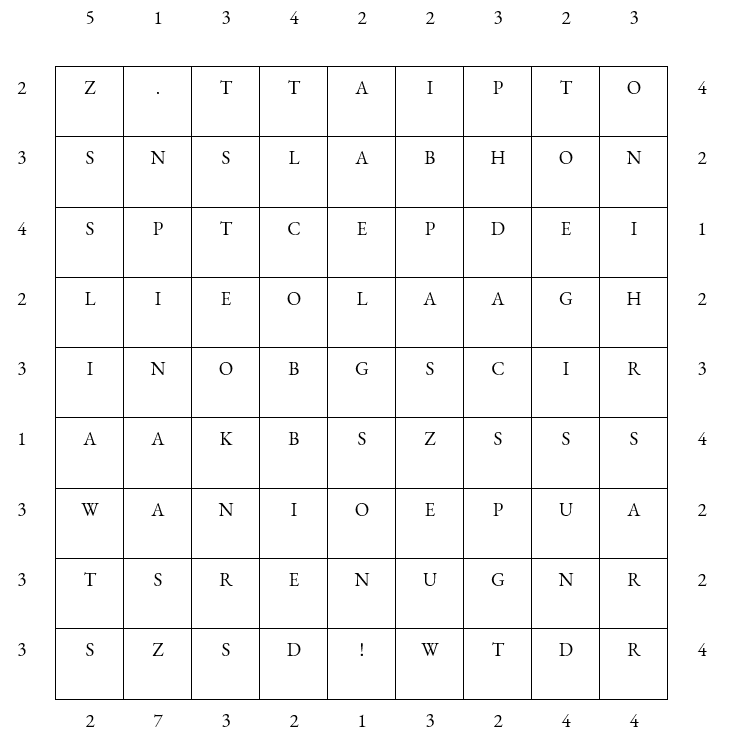 5 1 3 4 2 2 3 2 3
2 Z . T T A I P T O 4
3 S N S L A B H O N 2
4 S P T C E P D E I 1
2 L I E O L A A G H 2
3 I N O B G S C I R 3
1 A A K B S Z S S S 4
3 W A N I O E P U A 2
3 T S R E N U G N R 2
3 S Z S D ! W T D R 4
2 7 3 2 1 3 2 4 4